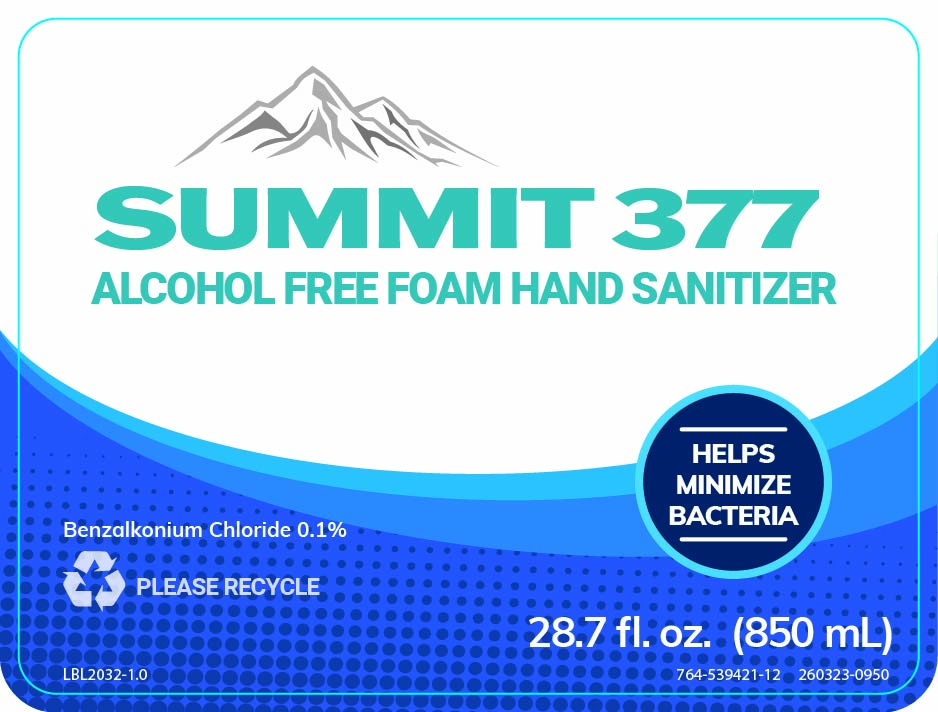 SUMMIT 377
ALCOHOL FREE FOAM HAND SANITIZER
HELPS
MINIMIZE
BACTERIA
Benzalkonium Chloride 0.1%
PLEASE RECYCLE
28.7 fl. oz. (850 mL)
LBL2032-1.0
764-539421-12 260323-0950